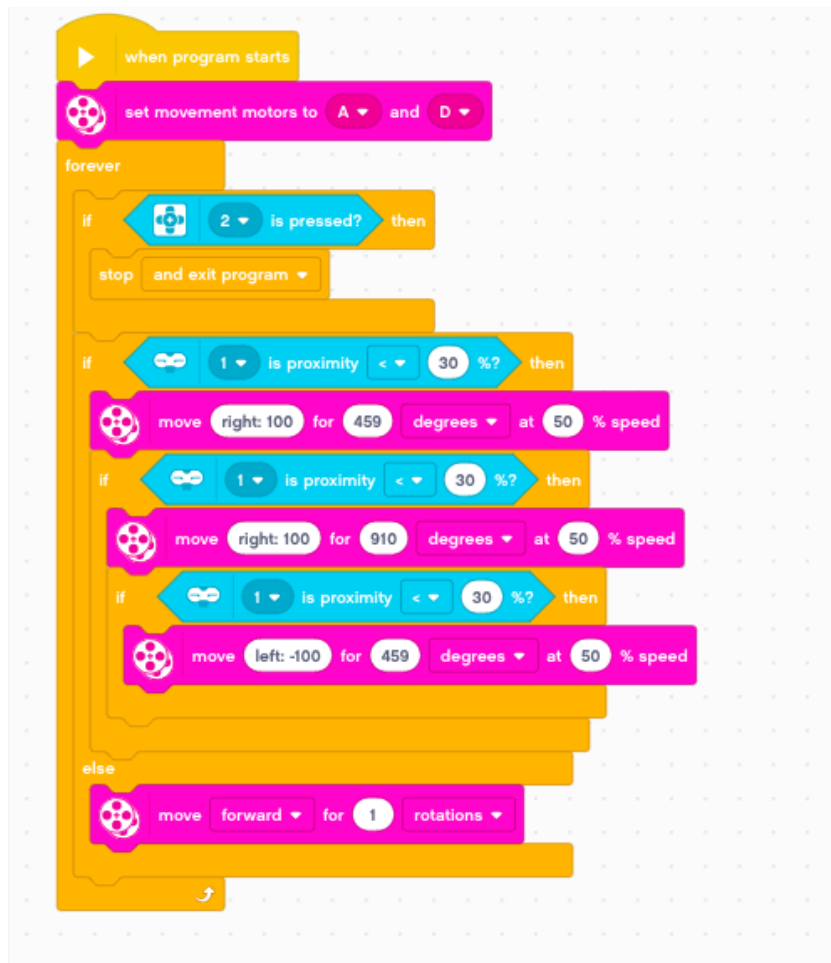 when program starts
set movement motors to A and D
forever
if 2 is pressed? then
stop and exit program
if 1 is proximity < 30 %? then
move right: 100 for 459 degrees at 50 % speed
if 1 is proximity < 30 %? then
move right: 100 for 910 degrees at 50 % speed
if 1 is proximity < 30 %? then
move left: -100 for 459 degrees at 50 % speed
else
move forward for 1 rotations